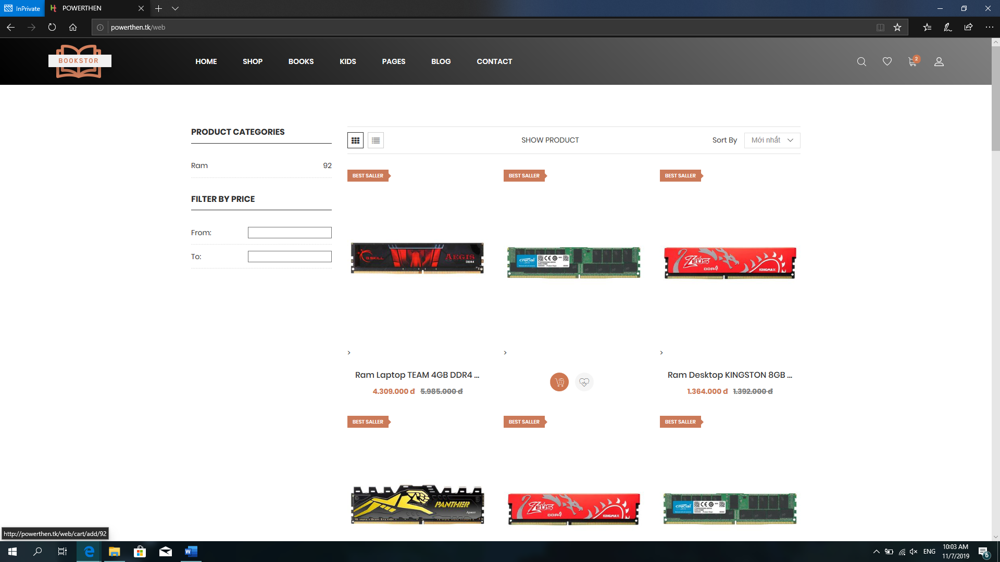 InPrivate
POWERTHEN
powerthen.tk/web
BOOKSTOR
HOME SHOP BOOKS KIDS PAGES BLOG CONTACT
2
PRODUCT CATEGORIES
Ram 92
FILTER BY PRICE
From:
To:
SHOW PRODUCT
Sort By Mới nhất
BEST SALLER BEST SALLER BEST SALLER
G.SKILL AEGIS DDR4
crucial
ZEUS DDR4 KINGMAX
> > >
Ram Laptop TEAM 4GB DDR4 ...
4.309.000 đ 5.985.000 đ
Ram Desktop KINGSTON 8GB ...
1.364.000 đ 1.392.000 đ
BEST SALLER BEST SALLER BEST SALLER
PANTHER Apacer
ZEUS DDR4 KINGMAX
crucial
http://powerthen.tk/web/cart/add/92
ENG
10:03 AM
11/7/2019
6